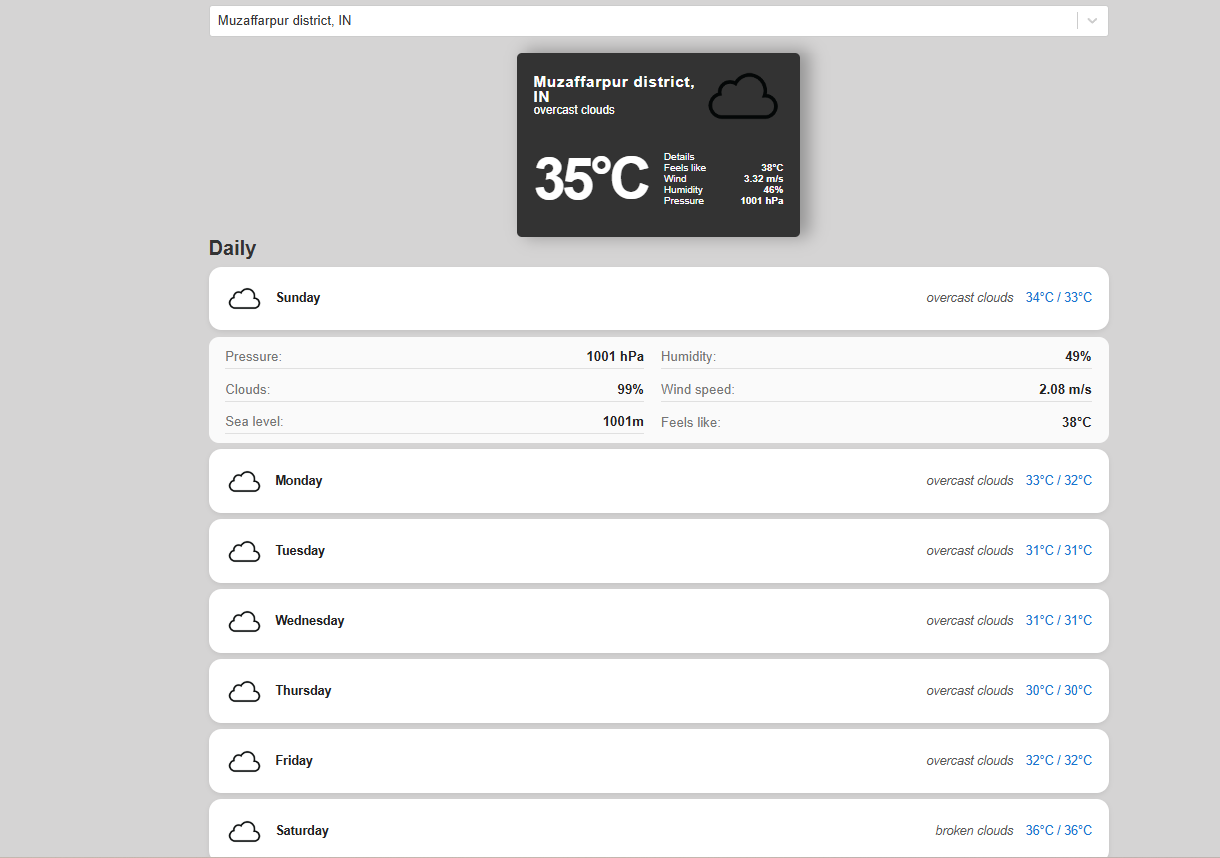 Muzaffarpur district, IN
Muzaffarpur district,
IN
overcast clouds
35°C
Details
Feels like 38°C
Wind 3.32 m/s
Humidity 46%
Pressure 1001 hPa
Daily
Sunday overcast clouds 34°C / 33°C
Pressure: 1001 hPa Humidity: 49%
Clouds: 99% Wind speed: 2.08 m/s
Sea level: 1001m Feels like: 38°C
Monday overcast clouds 33°C / 32°C
Tuesday overcast clouds 31°C / 31°C
Wednesday overcast clouds 31°C / 31°C
Thursday overcast clouds 30°C / 30°C
Friday overcast clouds 32°C / 32°C
Saturday broken clouds 36°C / 36°C